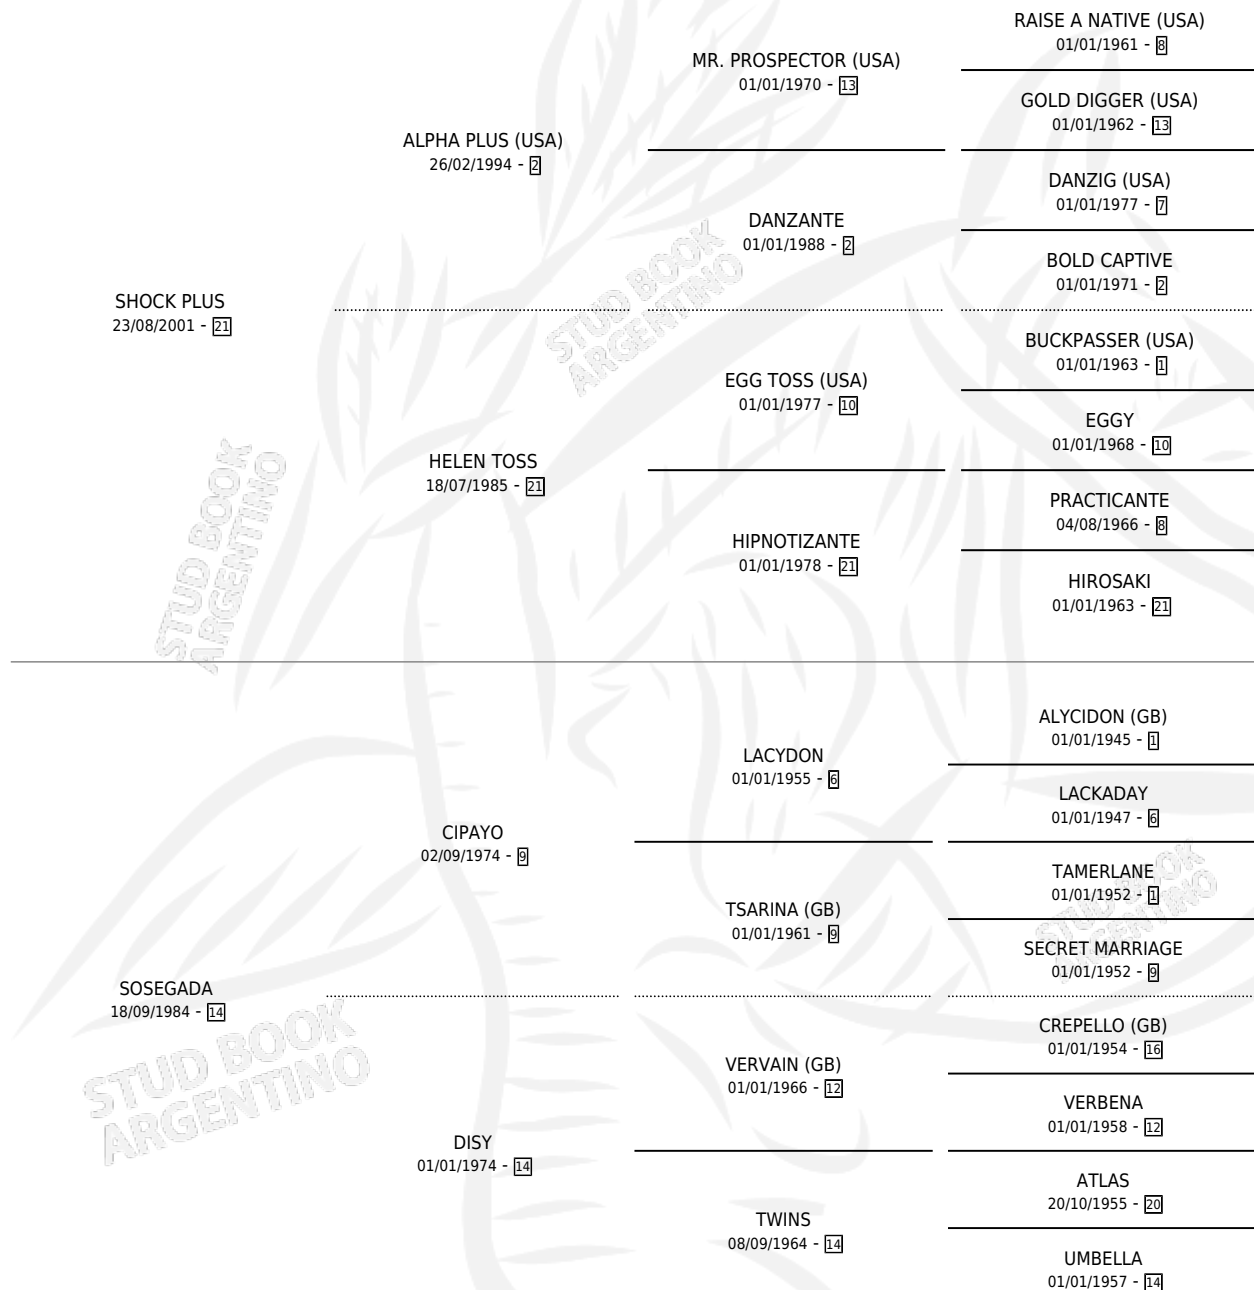 RAISE A NATIVE (USA)
01/01/1961 - 8
MR. PROSPECTOR (USA)
01/01/1970 - 13
GOLD DIGGER (USA)
01/01/1962 - 13
ALPHA PLUS (USA)
26/02/1994 - 2
DANZIG (USA)
01/01/1977 - 7
DANZANTE
01/01/1988 - 2
BOLD CAPTIVE
01/01/1971 - 2
STUD BOOK
ARGENTINO
SHOCK PLUS
23/08/2001 - 21
BUCKPASSER (USA)
01/01/1963 - 1
EGG TOSS (USA)
01/01/1977 - 10
EGGY
01/01/1968 - 10
HELEN TOSS
18/07/1985 - 21
PRACTICANTE
04/08/1966 - 8
HIPNOTIZANTE
01/01/1978 - 21
HIROSAKI
01/01/1963 - 21
STUD BOOK
ARGENTINO
ALYCIDON (GB)
01/01/1945 - 1
LACYDON
01/01/1955 - 6
LACKADAY
01/01/1947 - 6
CIPAYO
02/09/1974 - 9
TAMERLANE
01/01/1952 - 1
TSARINA (GB)
01/01/1961 - 9
SECRET MARRIAGE
01/01/1952 - 9
STUD BOOK
ARGENTINO
SOSEGADA
18/09/1984 - 14
CREPELLO (GB)
01/01/1954 - 16
VERVAIN (GB)
01/01/1966 - 12
VERBENA
01/01/1958 - 12
STUD BOOK
ARGENTINO
DISY
01/01/1974 - 14
ATLAS
20/10/1955 - 20
TWINS
08/09/1964 - 14
UMBELLA
01/01/1957 - 14